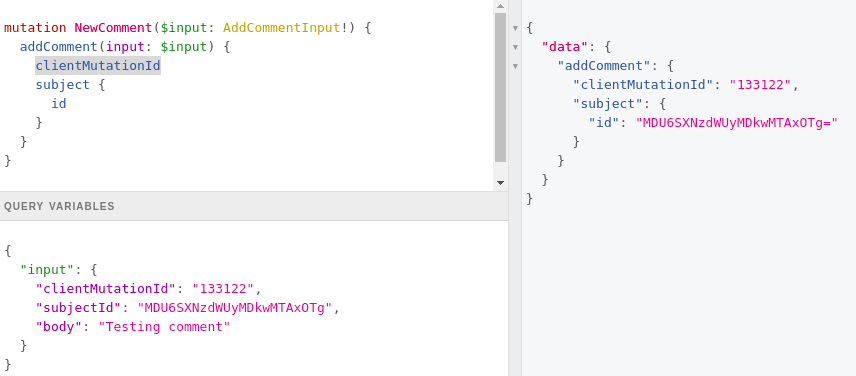 mutation NewComment($input: AddCommentInput!) {
  addComment(input: $input) {
    clientMutationId
    subject {
      id
    }
  }
}
QUERY VARIABLES
{
  "input": {
    "clientMutationId": "133122",
    "subjectId": "MDU6SXNzdWUyMDkwMTAxOTg",
    "body": "Testing comment"
  }
}
{
  "data": {
    "addComment": {
      "clientMutationId": "133122",
      "subject": {
        "id": "MDU6SXNzdWUyMDkwMTAxOTg="
      }
    }
  }
}